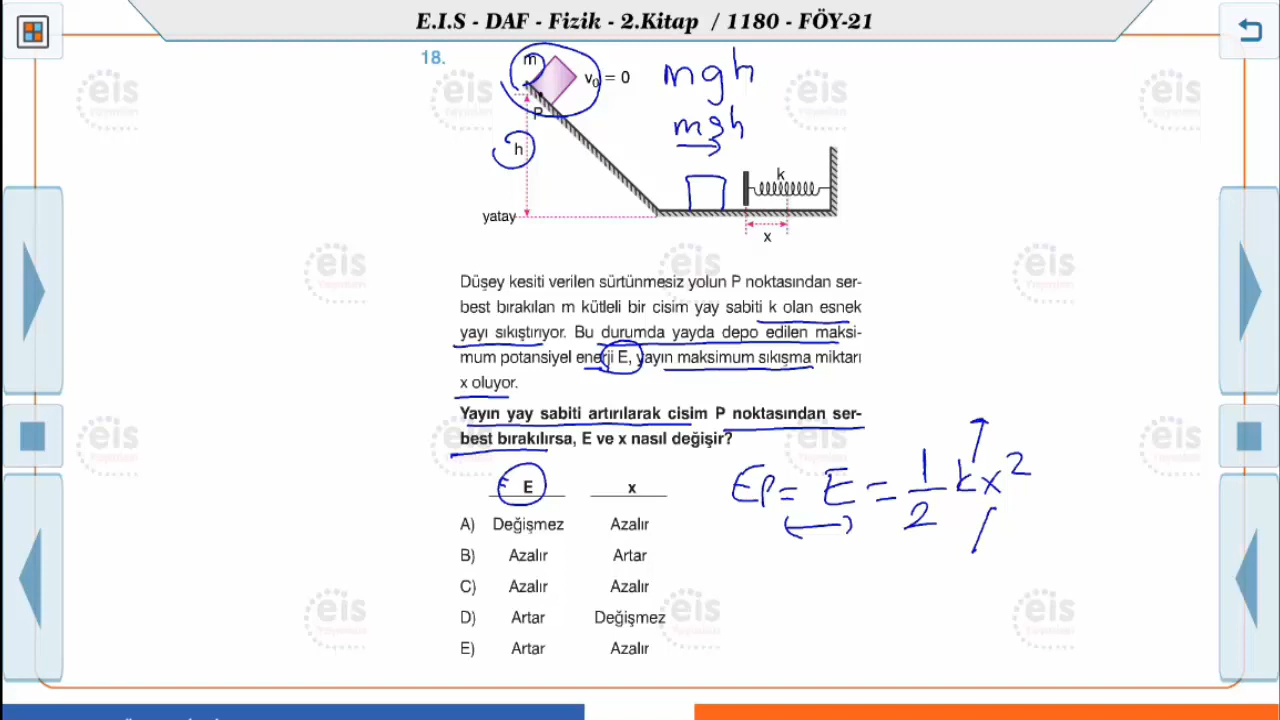 E.I.S - DAF - Fizik - 2.Kitap / 1180 - FÖY-21
18.
m
v₀ = 0
mgh
P
mgh
h
k
yatay
x
eis
Yayınları
Düşey kesiti verilen sürtünmesiz yolun P noktasından ser-
best bırakılan m kütleli bir cisim yay sabiti k olan esnek
yayı sıkıştırıyor. Bu durumda yayda depo edilen maksi-
mum potansiyel enerji E, yayın maksimum sıkışma miktarı
x oluyor.
Yayın yay sabiti artırılarak cisim P noktasından ser-
best bırakılırsa, E ve x nasıl değişir?
Ep = E = 1/2 kx²
E x
A) Değişmez Azalır
B) Azalır Artar
C) Azalır Azalır
D) Artar Değişmez
E) Artar Azalır